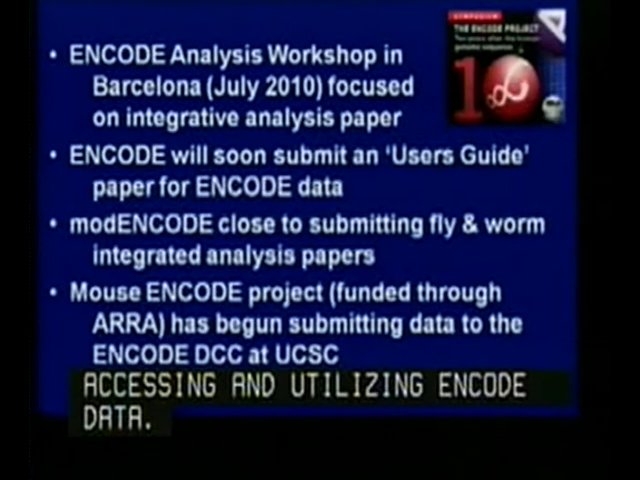 • ENCODE Analysis Workshop in
Barcelona (July 2010) focused
on integrative analysis paper
• ENCODE will soon submit an ‘Users Guide’
paper for ENCODE data
• modENCODE close to submitting fly & worm
integrated analysis papers
• Mouse ENCODE project (funded through
ARRA) has begun submitting data to the
ENCODE DCC at UCSC
SYMPOSIUM
THE ENCODE PROJECT
10
ACCESSING AND UTILIZING ENCODE
DATA.